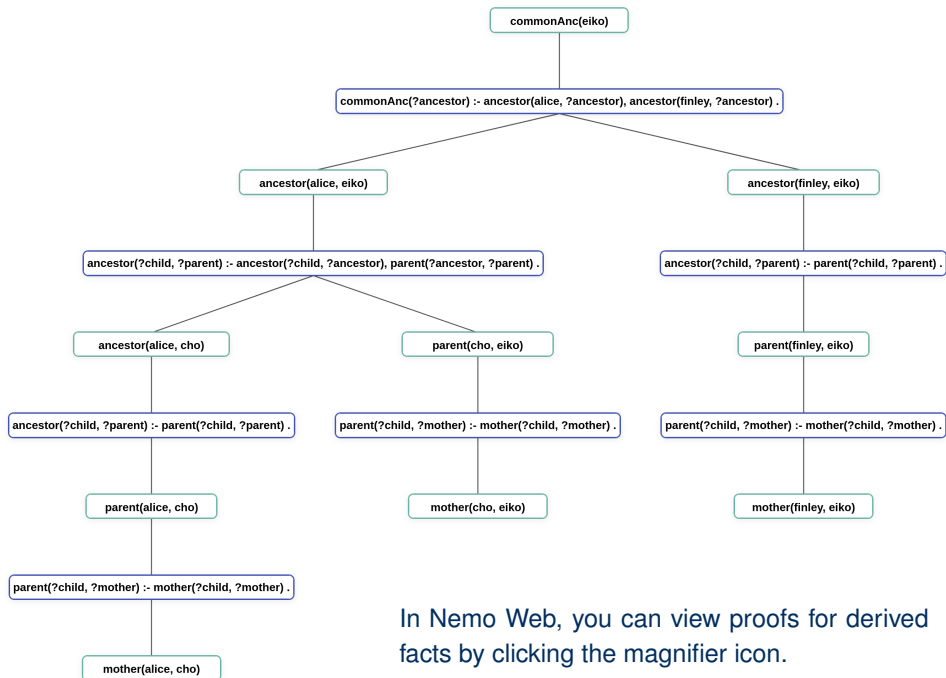 commonAnc(eiko)
commonAnc(?ancestor) :- ancestor(alice, ?ancestor), ancestor(finley, ?ancestor) .
ancestor(alice, eiko)
ancestor(finley, eiko)
ancestor(?child, ?parent) :- ancestor(?child, ?ancestor), parent(?ancestor, ?parent) .
ancestor(?child, ?parent) :- parent(?child, ?parent) .
ancestor(alice, cho)
parent(cho, eiko)
parent(finley, eiko)
ancestor(?child, ?parent) :- parent(?child, ?parent) .
parent(?child, ?mother) :- mother(?child, ?mother) .
parent(?child, ?mother) :- mother(?child, ?mother) .
parent(alice, cho)
mother(cho, eiko)
mother(finley, eiko)
parent(?child, ?mother) :- mother(?child, ?mother) .
mother(alice, cho)
In Nemo Web, you can view proofs for derived
facts by clicking the magnifier icon.